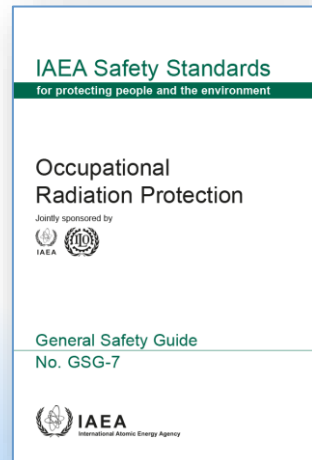 IAEA Safety Standards
for protecting people and the environment
Occupational
Radiation Protection
Jointly sponsored by
IAEA
ILO
General Safety Guide
No. GSG-7
IAEA
International Atomic Energy Agency